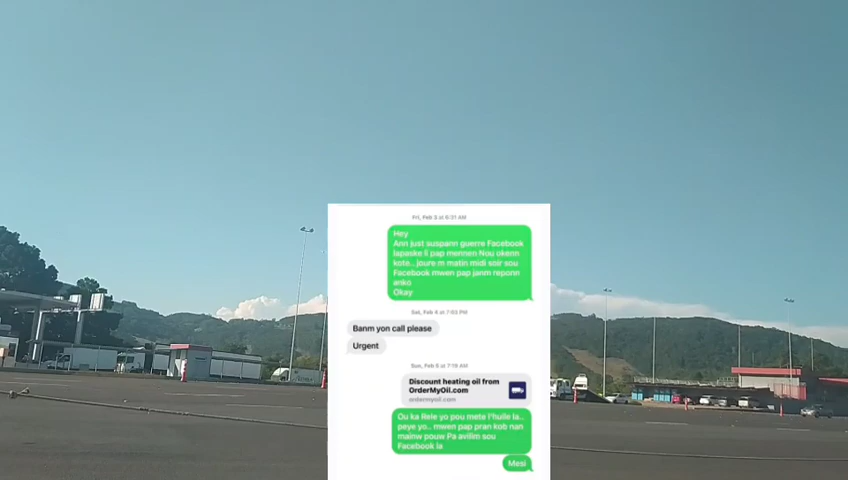 Fri, Feb 3 at 6:31 AM
Hey
Ann just suspann guerre Facebook
lapaske li pap mennen Nou okenn
kote.. joure m matin midi soir sou
Facebook mwen pap janm reponn
anko
Okay
Sat, Feb 4 at 7:03 PM
Banm yon call please
Urgent
Sun, Feb 5 at 7:19 AM
Discount heating oil from
OrderMyOil.com
ordermyoil.com
Ou ka Rele yo pou mete l'huile la..
peye yo.. mwen pap pran kob nan
mainw pouw Pa avilim sou
Facebook la
Mesi